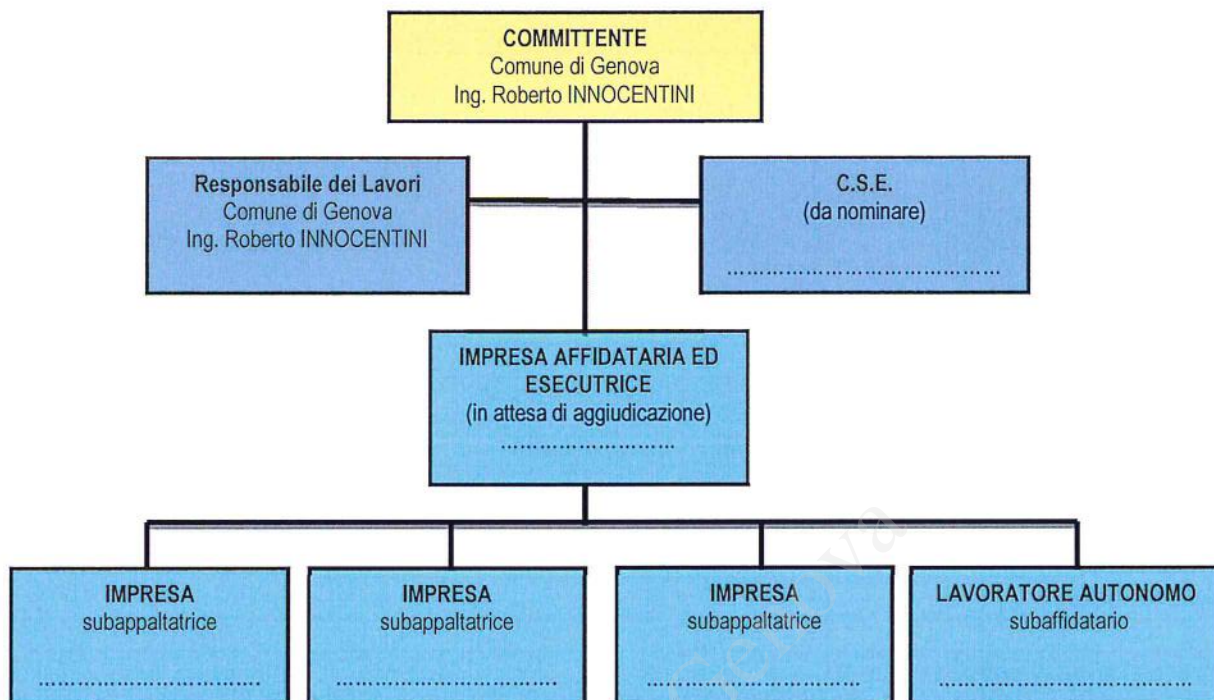 COMMITTENTE
Comune di Genova
Ing. Roberto INNOCENTINI
Responsabile dei Lavori
Comune di Genova
Ing. Roberto INNOCENTINI
C.S.E.
(da nominare)
……………………………………
IMPRESA AFFIDATARIA ED
ESECUTRICE
(in attesa di aggiudicazione)
………………………
IMPRESA
subappaltatrice
……………………………
IMPRESA
subappaltatrice
………………………………
IMPRESA
subappaltatrice
……………………………
LAVORATORE AUTONOMO
subaffidatario
………………………………
Genova